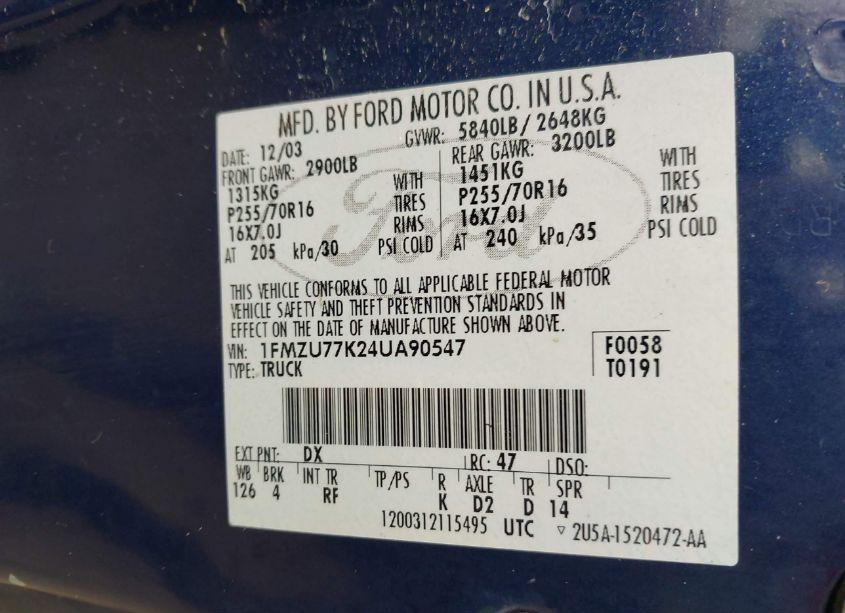 MFD. BY FORD MOTOR CO. IN U.S.A.
DATE: 12/03 GVWR: 5840LB / 2648KG
FRONT GAWR: 2900LB REAR GAWR: 3200LB
1315KG WITH 1451KG WITH
P255/70R16 TIRES P255/70R16 TIRES
16X7.0J RIMS 16X7.0J RIMS
AT 205 kPa/30 PSI COLD AT 240 kPa/35 PSI COLD
Ford
THIS VEHICLE CONFORMS TO ALL APPLICABLE FEDERAL MOTOR
VEHICLE SAFETY AND THEFT PREVENTION STANDARDS IN
EFFECT ON THE DATE OF MANUFACTURE SHOWN ABOVE.
VIN: 1FMZU77K24UA90547 F0058
TYPE: TRUCK T0191
EXT PNT: DX RC: 47 DSO:
WB BRK INT TR TP/PS R AXLE TR SPR
126 4 RF K D2 D 14
1200312115495 UTC ▽ 2U5A-1520472-AA